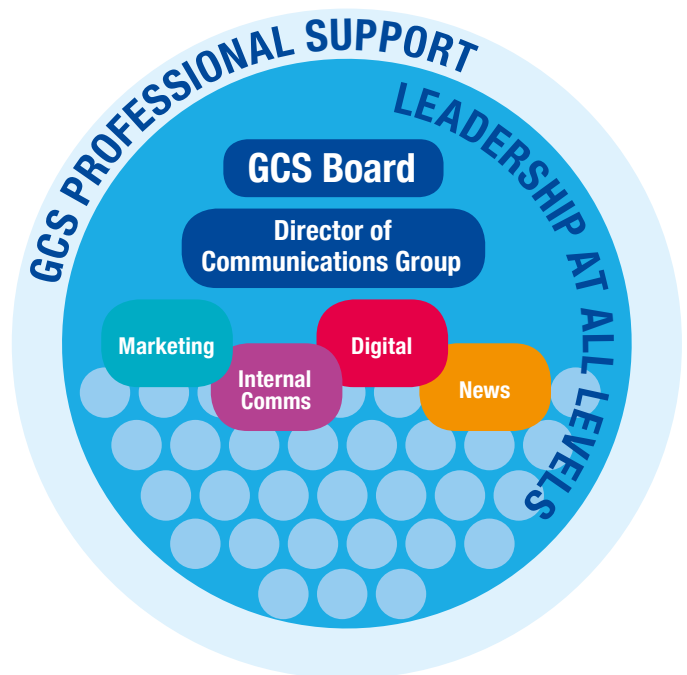 GCS PROFESSIONAL SUPPORT
LEADERSHIP AT ALL LEVELS
GCS Board
Director of
Communications Group
Marketing
Internal
Comms
Digital
News